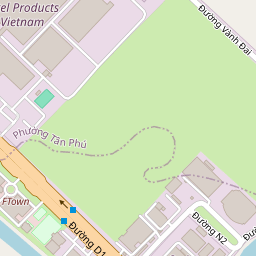 el Products
Vietnam
Đường Vành Đai
Phường Tân Phú
FTown
Đường D1
Đường N2